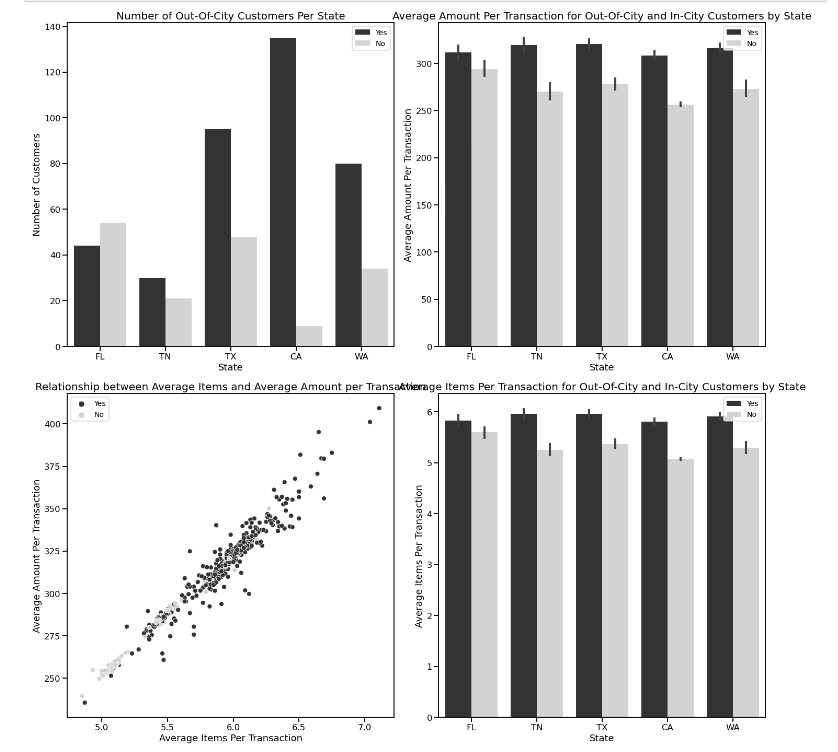 Number of Out-Of-City Customers Per State
Yes
No
140
120
100
80
60
40
20
0
Number of Customers
FL TN TX CA WA
State
Average Amount Per Transaction for Out-Of-City and In-City Customers by State
Yes
No
300
250
200
150
100
50
0
Average Amount Per Transaction
FL TN TX CA WA
State
Relationship between Average Items and Average Amount per Transaction
Yes
No
400
375
350
325
300
275
250
Average Amount Per Transaction
5.0 5.5 6.0 6.5 7.0
Average Items Per Transaction
Average Items Per Transaction for Out-Of-City and In-City Customers by State
Yes
No
6
5
4
3
2
1
0
Average Items Per Transaction
FL TN TX CA WA
State